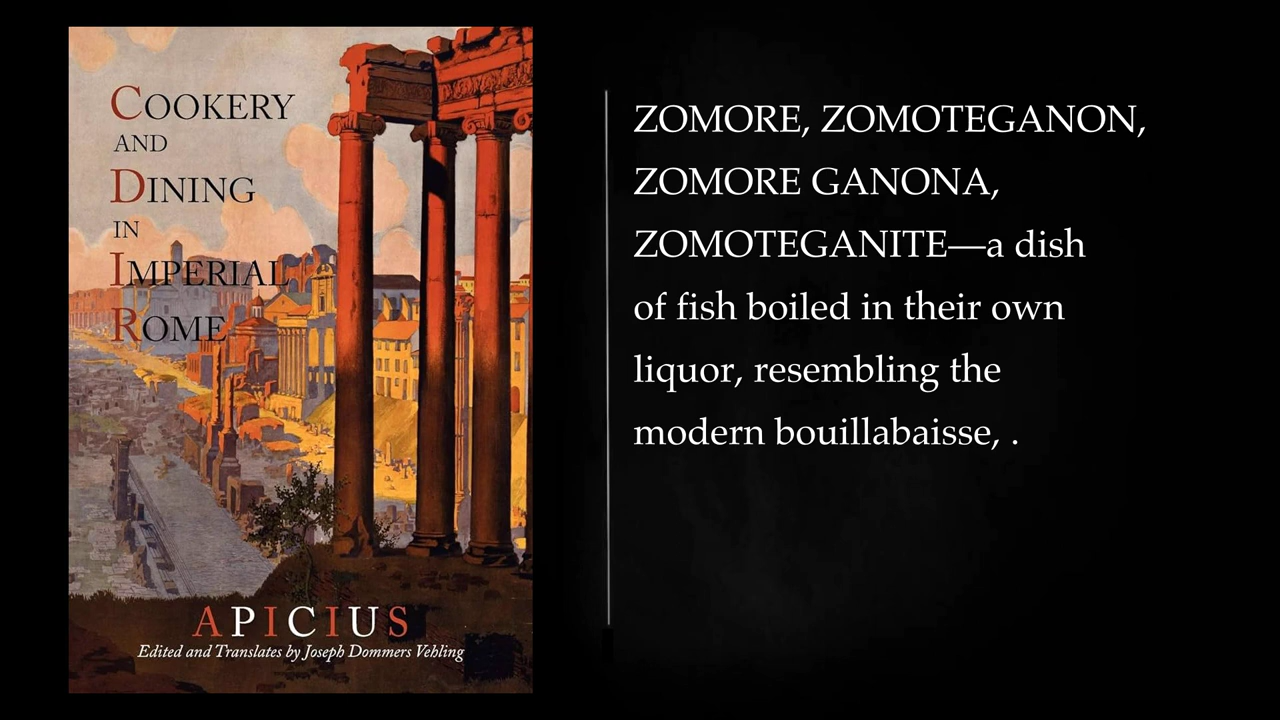 COOKERY
AND
DINING
IN
IMPERIAL
ROME
APICIUS
Edited and Translates by Joseph Dommers Vehling
ZOMORE, ZOMOTEGANON,
ZOMORE GANONA,
ZOMOTEGANITE—a dish
of fish boiled in their own
liquor, resembling the
modern bouillabaisse, .